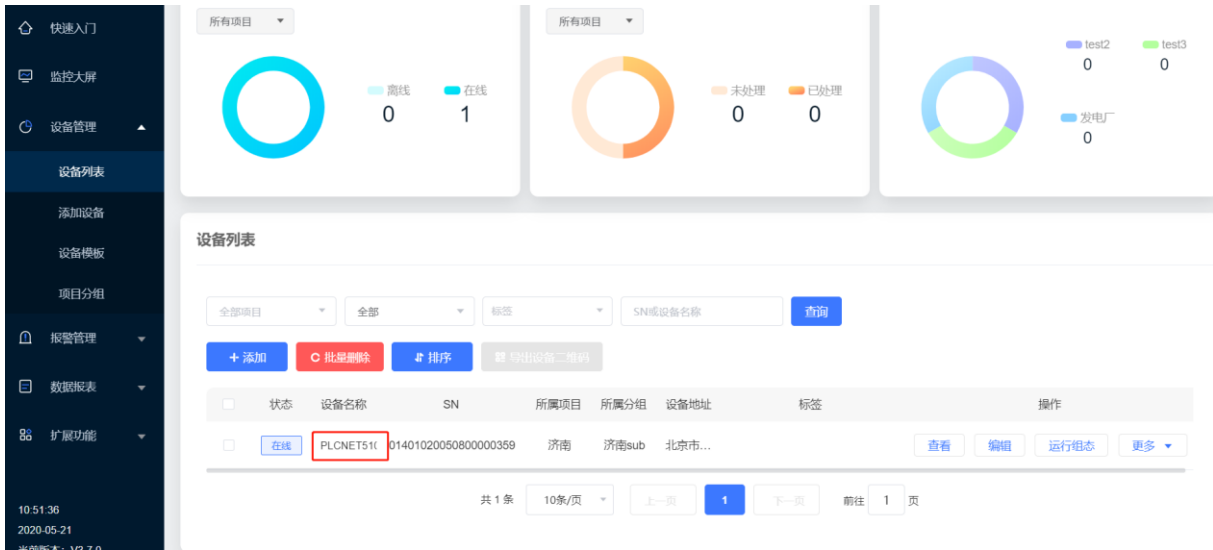 快速入门
监控大屏
设备管理
设备列表
添加设备
设备模板
项目分组
报警管理
数据报表
扩展功能
10:51:36
2020-05-21
当前版本：V2.7.0
所有项目
离线 在线
0 1
所有项目
未处理 已处理
0 0
test2 test3
0 0
发电厂
0
设备列表
全部项目 全部 标签 SN或设备名称 查询
+ 添加 批量删除 排序 导出设备二维码
状态 设备名称 SN 所属项目 所属分组 设备地址 标签 操作
在线 PLCNET510 01401020050800000359 济南 济南sub 北京市... 查看 编辑 运行组态 更多
共 1 条 10条/页 上一页 1 下一页 前往 1 页